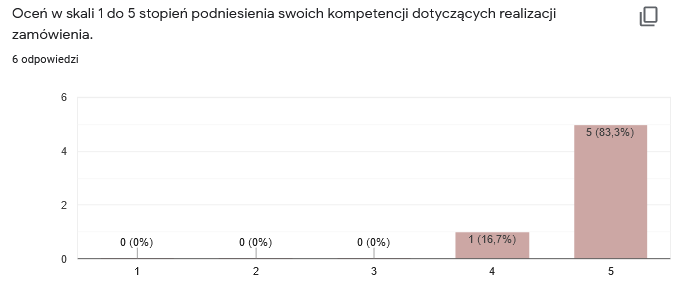 Oceń w skali 1 do 5 stopień podniesienia swoich kompetencji dotyczących realizacji
zamówienia.
6 odpowiedzi
6
5 (83,3%)
4
2
0 (0%) 0 (0%) 0 (0%) 1 (16,7%)
0
1 2 3 4 5